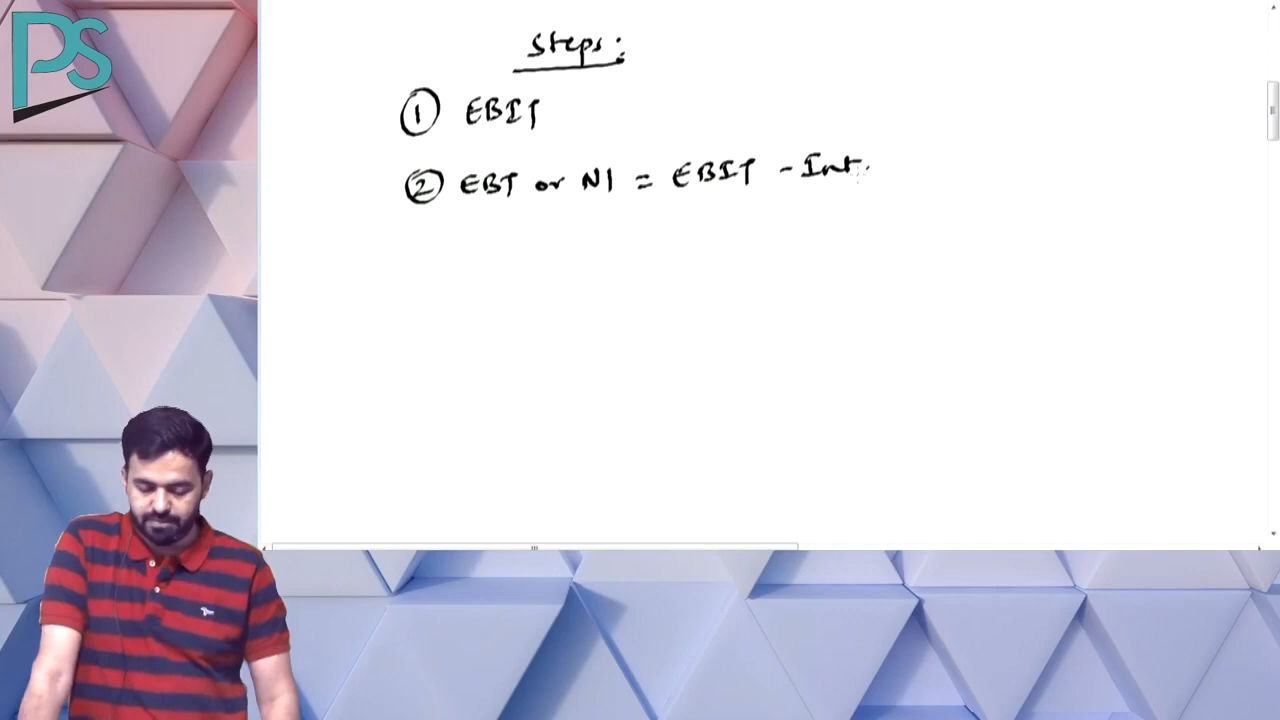 PS
Steps :
① EBIT
② EBT or NI = EBIT - Int.